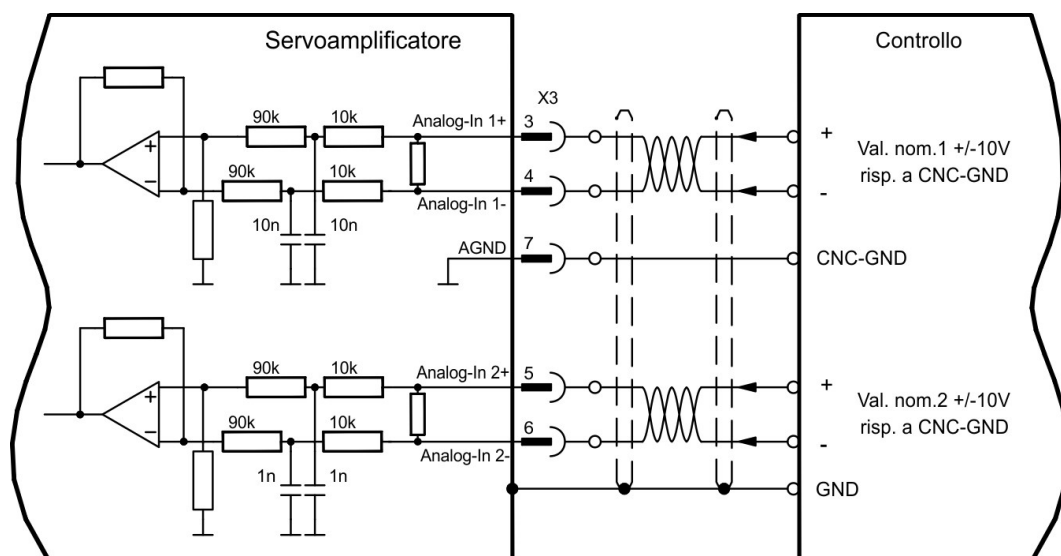 Servoamplificatore
Controllo
X3
90k
10k
Analog-In 1+
3
+
+
Val. nom.1 +/-10V
risp. a CNC-GND
−
90k
10k
4
-
Analog-In 1-
10n
10n
AGND
7
CNC-GND
90k
10k
Analog-In 2+
5
+
+
Val. nom.2 +/-10V
risp. a CNC-GND
−
90k
10k
6
-
Analog-In 2-
1n
1n
GND